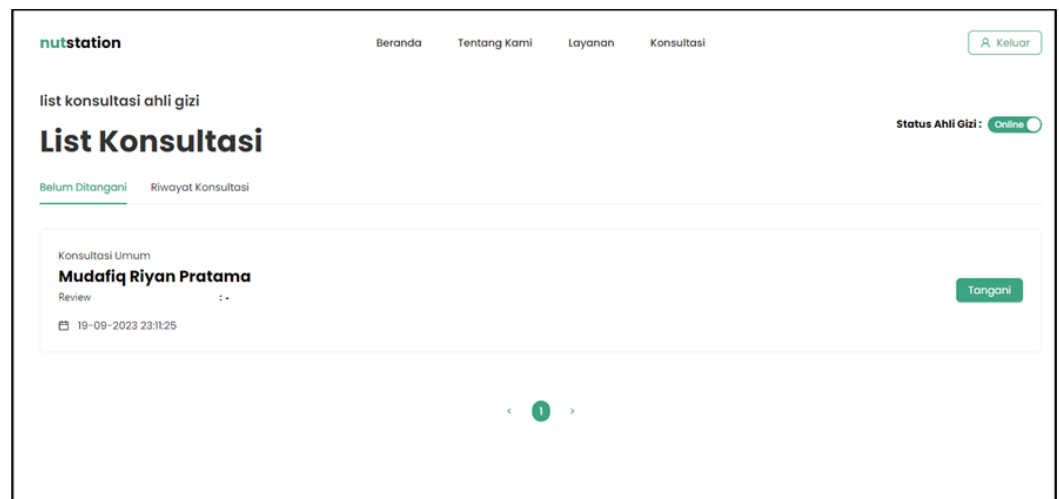 nutstation Beranda Tentang Kami Layanan Konsultasi Keluar
list konsultasi ahli gizi
List Konsultasi
Status Ahli Gizi : Online
Belum Ditangani Riwayat Konsultasi
Konsultasi Umum
Mudafiq Riyan Pratama
Review : -
Tangani
19-09-2023 23:11:25
< 1 >